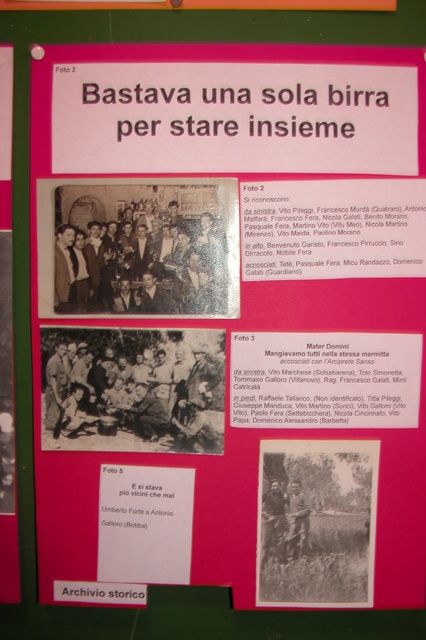 Foto 2
Bastava una sola birra
per stare insieme
Foto 2
Si riconoscono:
da sinistra, Vito Pileggi, Francesco Murdà (Quatraro), Antonio
Malfarà, Francesco Fera, Nicola Galati, Benito Morano,
Pasquale Fera, Martino Vito (Vitu Meo), Nicola Martino
(Mirenzo), Vito Maida, Paolino Morano
in alto, Benvenuto Garisto, Francesco Pirruccio, Sino
Dirracolo, Nobile Fera
accosciati, Tetè, Pasquale Fera, Micu Randazzo, Domenico
Galati (Guardiano)
Foto 3
Mater Domini
Mangiavamo tutti nella stessa marmitta
accosciati con l'Arciprete Sanso
da sinistra, Vito Marchese (Schiabarena), Toto Simonetta,
Tommaso Galloro (Villanovo), Rag. Francesco Galati, Mimì
Catricalà
in piedi, Raffaele Tallarico, (Non identificato), Titta Pileggi,
Giuseppe Manduca, Vito Martino (Surici), Vito Galloro (Vito
Vito), Paolo Fera (Settebischera), Nicola Cincinnato, Vito
Papa, Domenico Alessandro (Barbetta)
Foto 5
E si stava
più vicini che mai
Umberto Forte e Antonio
Galloro (Bobba)
Archivio storico